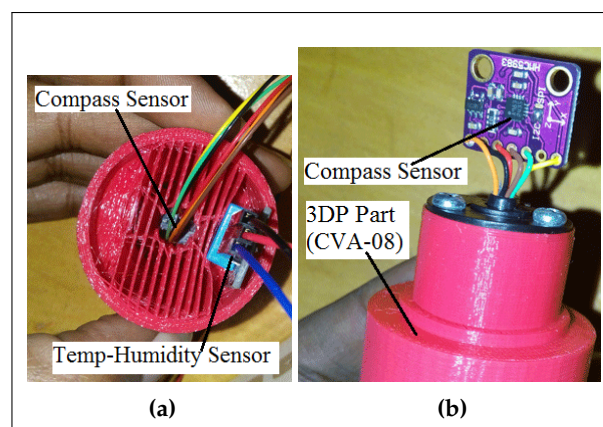 Compass Sensor
Temp-Humidity Sensor
(a)
HMC5983
Compass Sensor
3DP Part
(CVA-08)
(b)